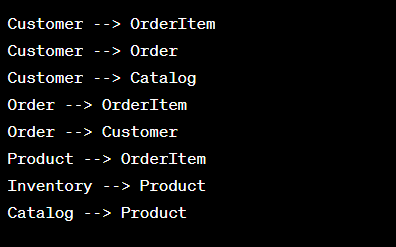 Customer --> OrderItem
Customer --> Order
Customer --> Catalog
Order --> OrderItem
Order --> Customer
Product --> OrderItem
Inventory --> Product
Catalog --> Product